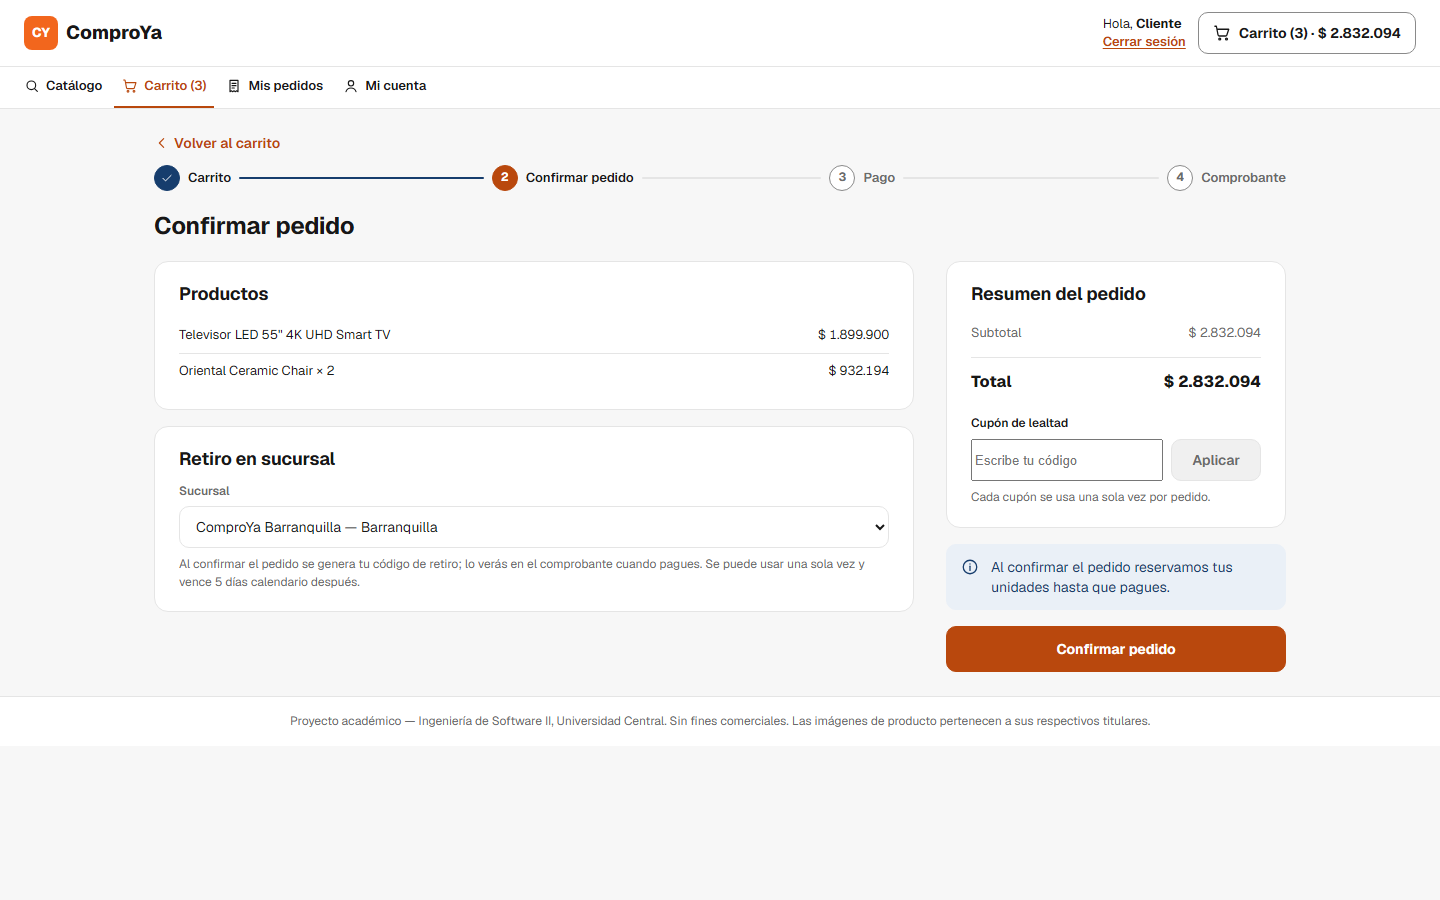 CY ComproYa
Hola, Cliente
Cerrar sesión
Carrito (3) · $ 2.832.094
Catálogo
Carrito (3)
Mis pedidos
Mi cuenta
Volver al carrito
Carrito
2 Confirmar pedido
3 Pago
4 Comprobante
Confirmar pedido
Productos
Televisor LED 55" 4K UHD Smart TV $ 1.899.900
Oriental Ceramic Chair × 2 $ 932.194
Retiro en sucursal
Sucursal
ComproYa Barranquilla — Barranquilla
Al confirmar el pedido se genera tu código de retiro; lo verás en el comprobante cuando pagues. Se puede usar una sola vez y
vence 5 días calendario después.
Resumen del pedido
Subtotal $ 2.832.094
Total $ 2.832.094
Cupón de lealtad
Escribe tu código
Aplicar
Cada cupón se usa una sola vez por pedido.
Al confirmar el pedido reservamos tus
unidades hasta que pagues.
Confirmar pedido
Proyecto académico — Ingeniería de Software II, Universidad Central. Sin fines comerciales. Las imágenes de producto pertenecen a sus respectivos titulares.